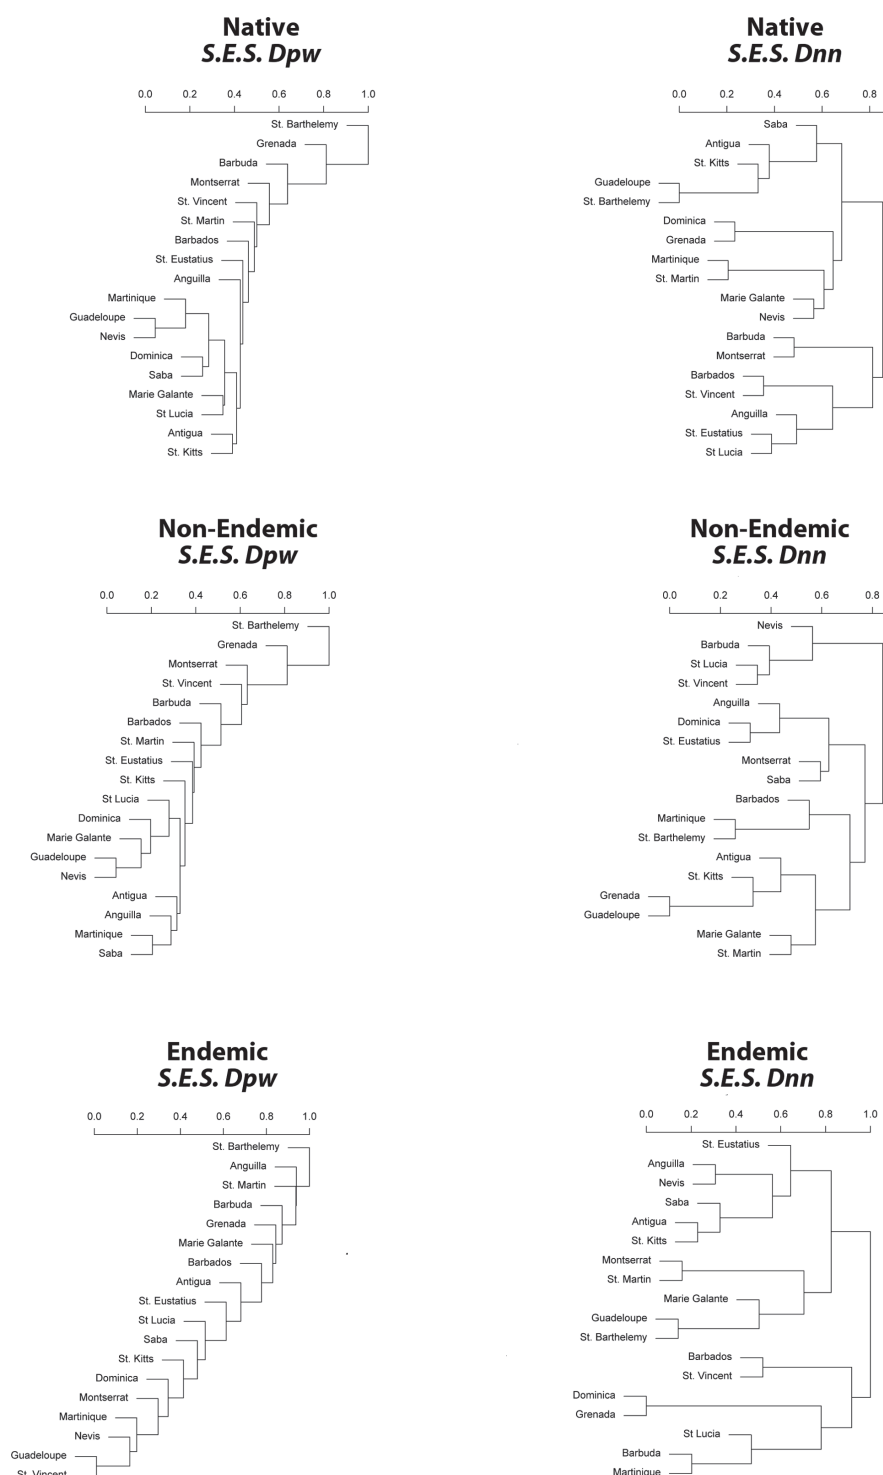 Native
S.E.S. Dpw
0.0 0.2 0.4 0.6 0.8 1.0
St. Barthelemy
Grenada
Barbuda
Montserrat
St. Vincent
St. Martin
Barbados
St. Eustatius
Anguilla
Martinique
Guadeloupe
Nevis
Dominica
Saba
Marie Galante
St Lucia
Antigua
St. Kitts
Native
S.E.S. Dnn
0.0 0.2 0.4 0.6 0.8
Saba
Antigua
St. Kitts
Guadeloupe
St. Barthelemy
Dominica
Grenada
Martinique
St. Martin
Marie Galante
Nevis
Barbuda
Montserrat
Barbados
St. Vincent
Anguilla
St. Eustatius
St Lucia
Non-Endemic
S.E.S. Dpw
0.0 0.2 0.4 0.6 0.8 1.0
St. Barthelemy
Grenada
Montserrat
St. Vincent
Barbuda
Barbados
St. Martin
St. Eustatius
St. Kitts
St Lucia
Dominica
Marie Galante
Guadeloupe
Nevis
Antigua
Anguilla
Martinique
Saba
Non-Endemic
S.E.S. Dnn
0.0 0.2 0.4 0.6 0.8
Nevis
Barbuda
St Lucia
St. Vincent
Anguilla
Dominica
St. Eustatius
Montserrat
Saba
Barbados
Martinique
St. Barthelemy
Antigua
St. Kitts
Grenada
Guadeloupe
Marie Galante
St. Martin
Endemic
S.E.S. Dpw
0.0 0.2 0.4 0.6 0.8 1.0
St. Barthelemy
Anguilla
St. Martin
Barbuda
Grenada
Marie Galante
Barbados
Antigua
St. Eustatius
St Lucia
Saba
St. Kitts
Dominica
Montserrat
Martinique
Nevis
Guadeloupe
St. Vincent
Endemic
S.E.S. Dnn
0.0 0.2 0.4 0.6 0.8 1.0
St. Eustatius
Anguilla
Nevis
Saba
Antigua
St. Kitts
Montserrat
St. Martin
Marie Galante
Guadeloupe
St. Barthelemy
Barbados
St. Vincent
Dominica
Grenada
St Lucia
Barbuda
Martinique